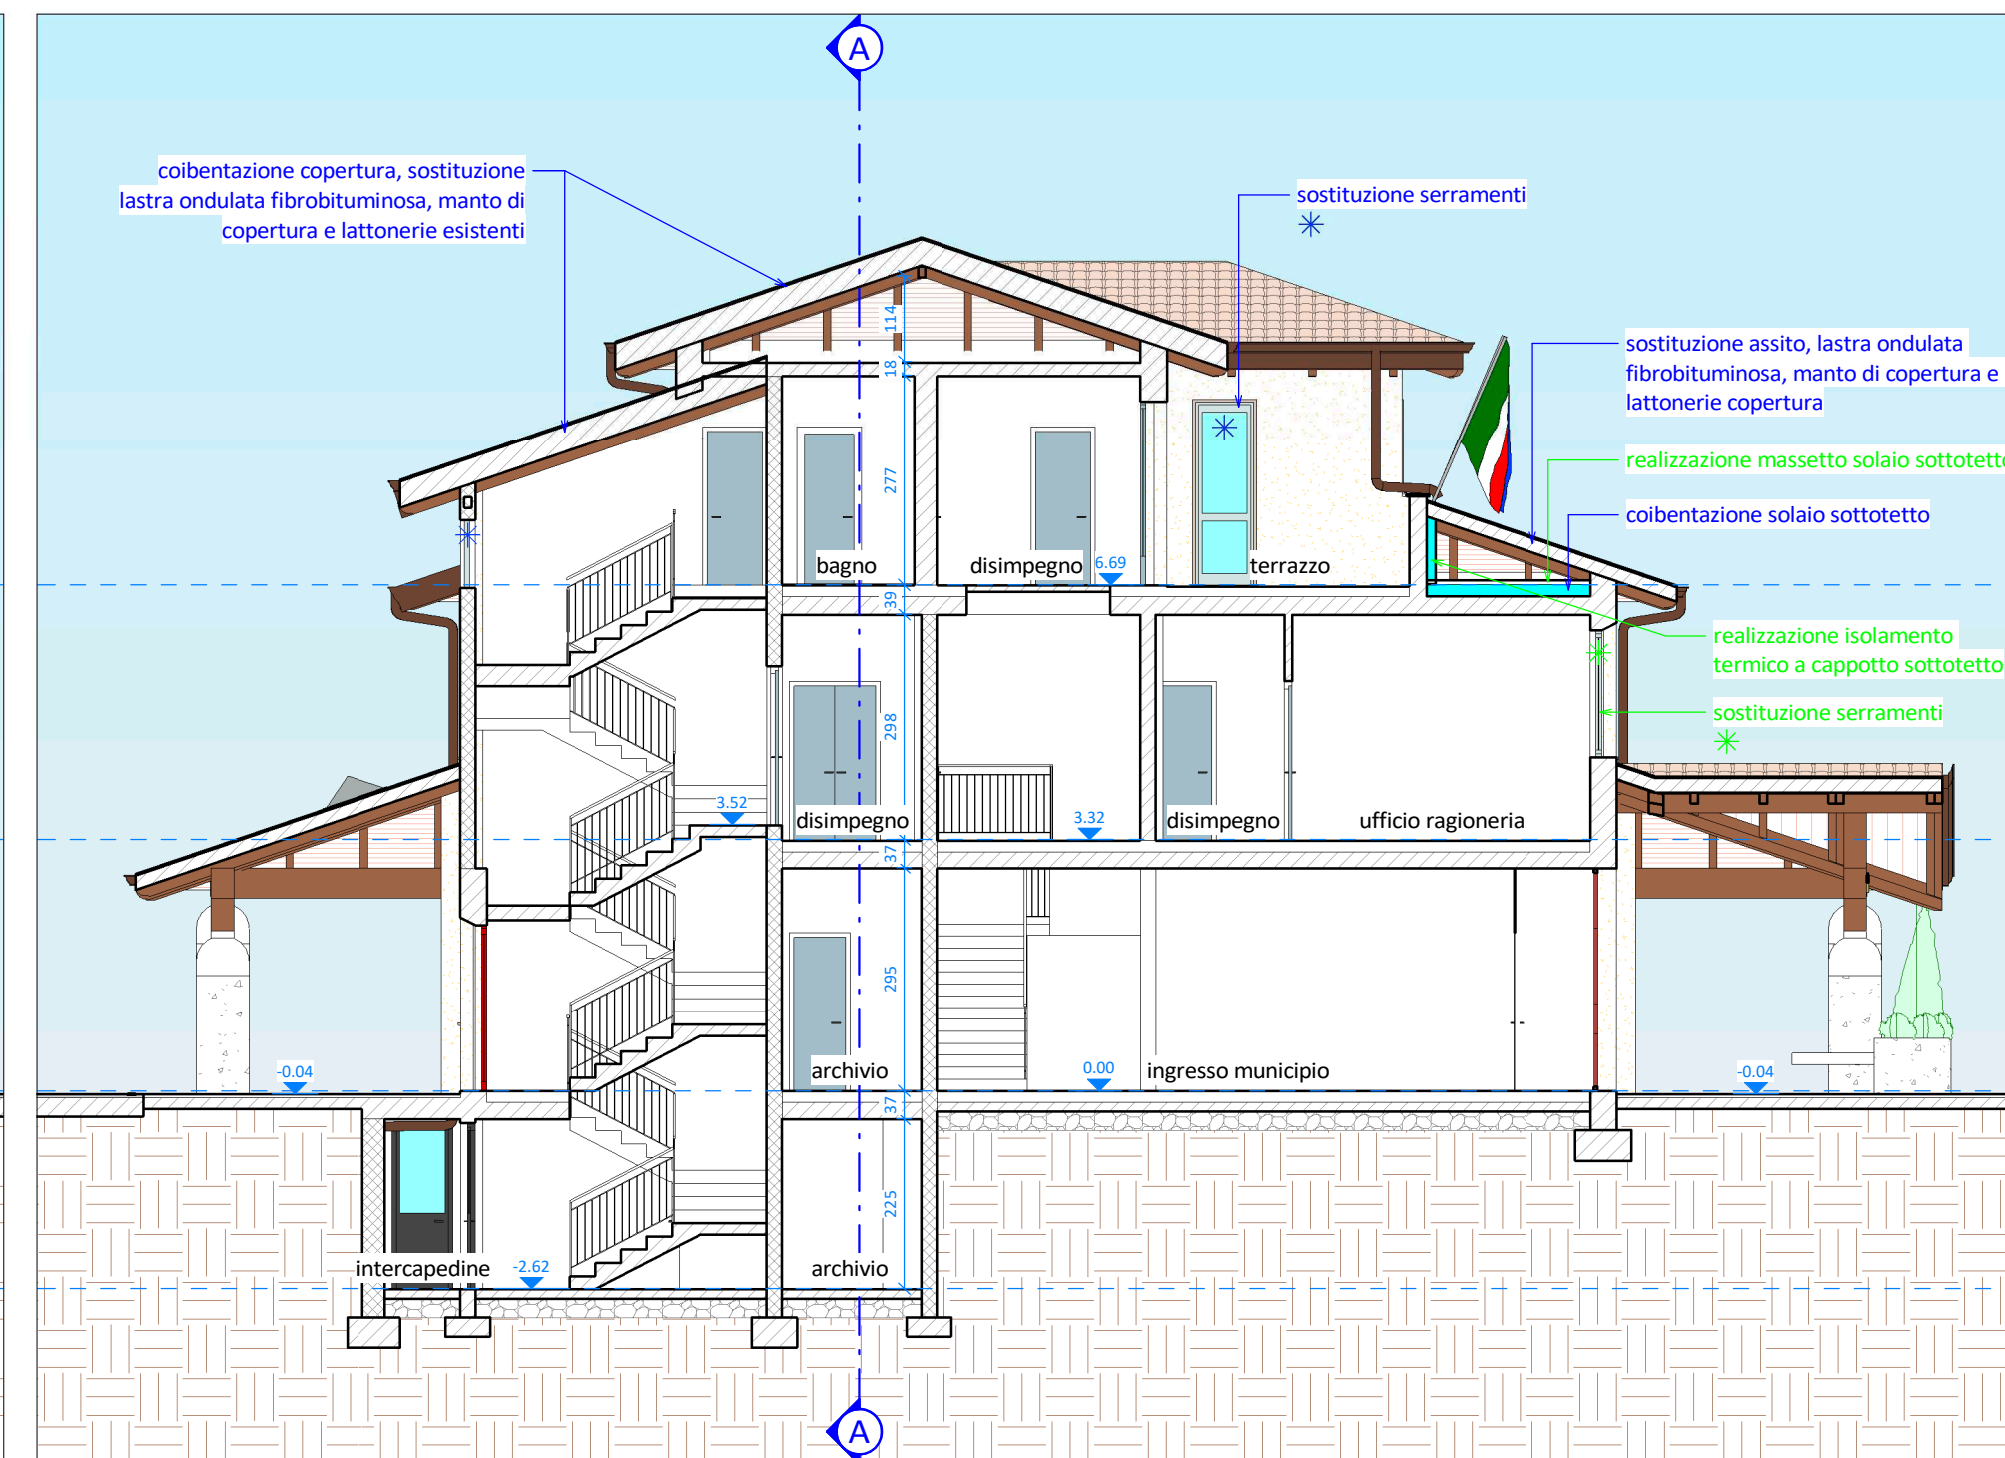 A
coibentazione copertura, sostituzione
lastra ondulata fibrobituminosa, manto di
copertura e lattonerie esistenti
sostituzione serramenti
sostituzione assito, lastra ondulata
fibrobituminosa, manto di copertura e
lattonerie copertura
realizzazione massetto solaio sottotetto
coibentazione solaio sottotetto
realizzazione isolamento
termico a cappotto sottotetto
sostituzione serramenti
114
18
277
bagno
disimpegno
6.69
terrazzo
39
298
3.52
disimpegno
3.32
disimpegno
ufficio ragioneria
37
295
-0.04
archivio
0.00
ingresso municipio
-0.04
37
225
intercapedine
-2.62
archivio
A